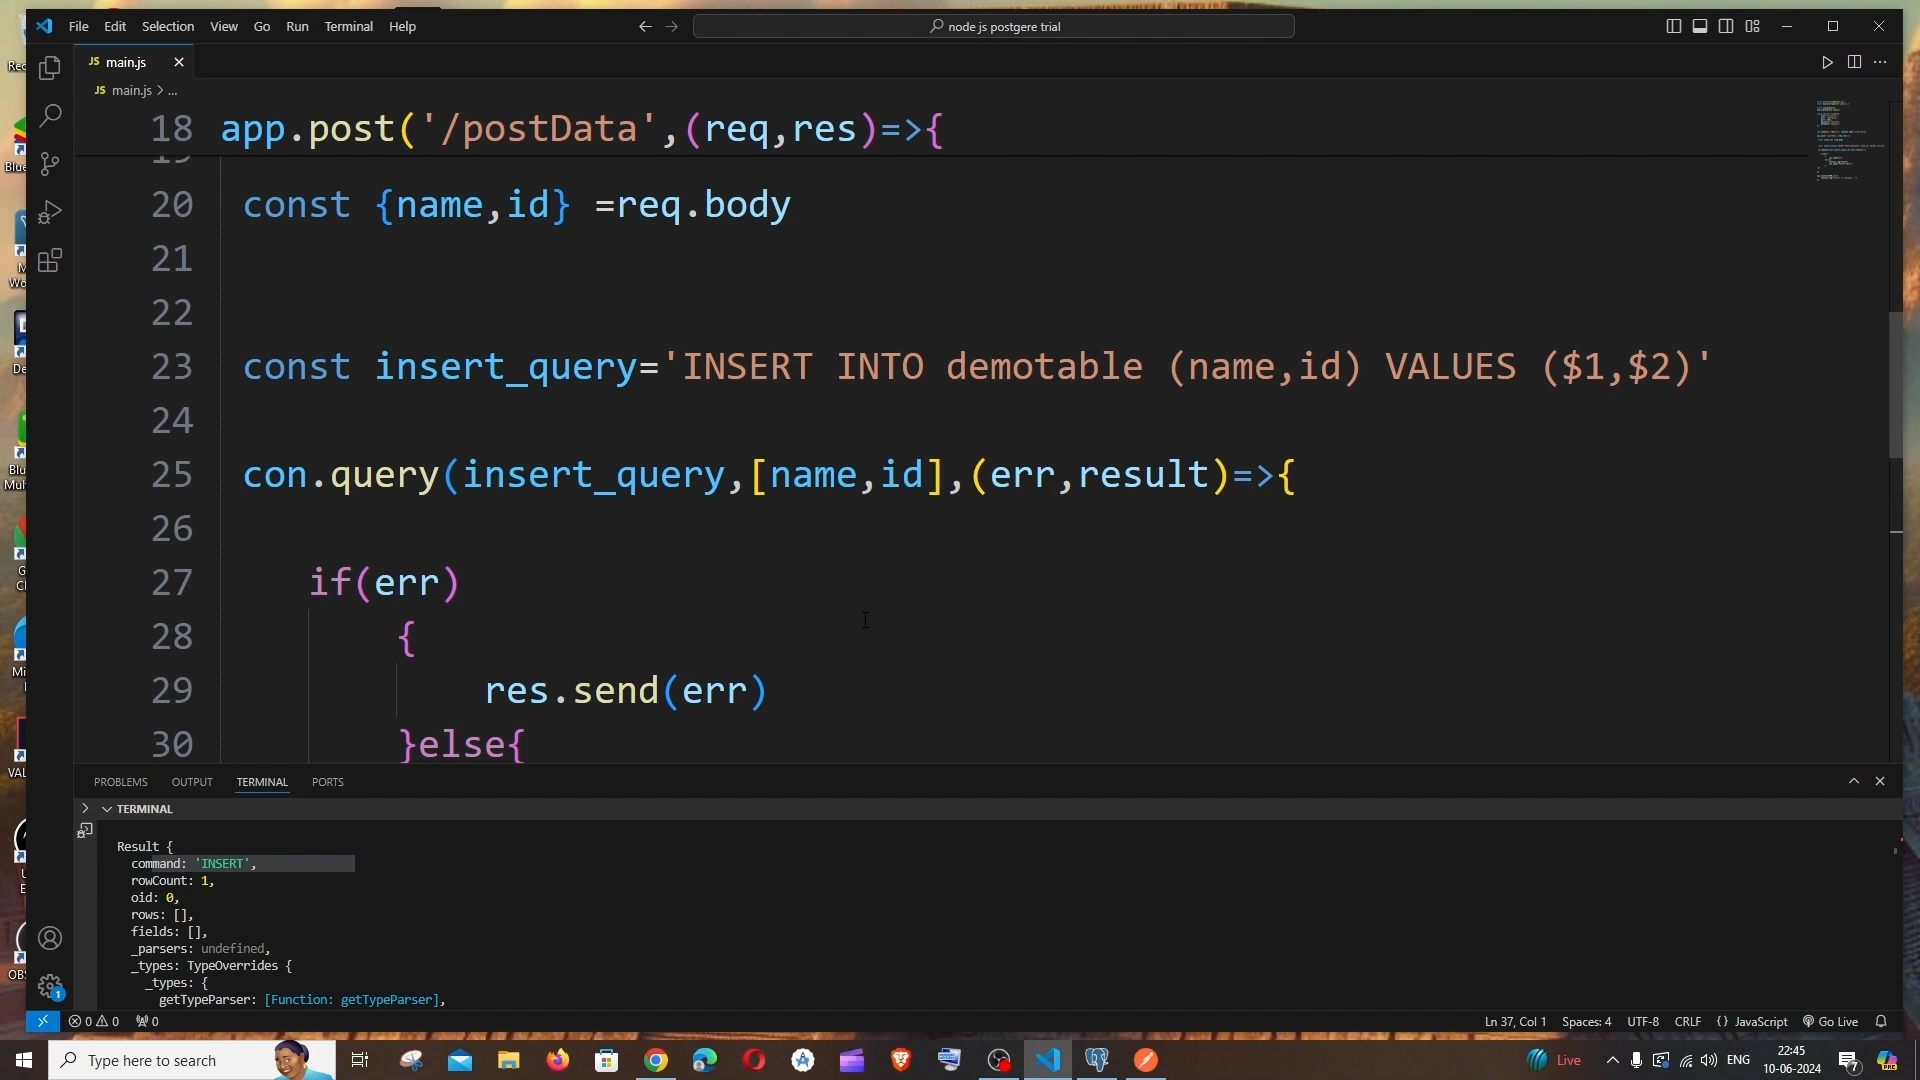 File Edit Selection View Go Run Terminal Help
node js postgere trial
JS main.js
JS main.js > ...
18 app.post('/postData',(req,res)=>{
19
20 const {name,id} =req.body
21
22
23 const insert_query='INSERT INTO demotable (name,id) VALUES ($1,$2)'
24
25 con.query(insert_query,[name,id],(err,result)=>{
26
27 if(err)
28 {
29 res.send(err)
30 }else{
PROBLEMS OUTPUT TERMINAL PORTS
TERMINAL
Result {
command: 'INSERT',
rowCount: 1,
oid: 0,
rows: [],
fields: [],
_parsers: undefined,
_types: TypeOverrides {
_types: {
getTypeParser: [Function: getTypeParser],
1
0 0 0
Ln 37, Col 1 Spaces: 4 UTF-8 CRLF {} JavaScript Go Live
Type here to search
Live
ENG
22:45
10-06-2024
7